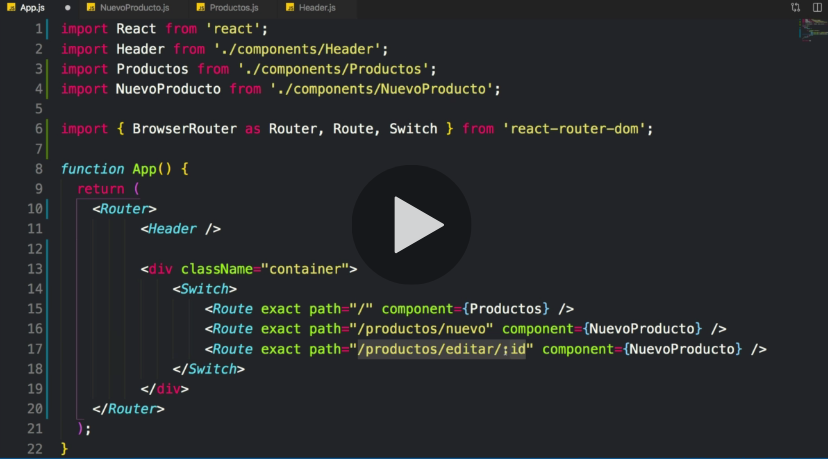 App.js NuevoProducto.js Productos.js Header.js
1 import React from 'react';
2 import Header from './components/Header';
3 import Productos from './components/Productos';
4 import NuevoProducto from './components/NuevoProducto';
5
6 import { BrowserRouter as Router, Route, Switch } from 'react-router-dom';
7
8 function App() {
9 return (
10 <Router>
11 <Header />
12
13 <div className="container">
14 <Switch>
15 <Route exact path="/" component={Productos} />
16 <Route exact path="/productos/nuevo" component={NuevoProducto} />
17 <Route exact path="/productos/editar/;id" component={NuevoProducto} />
18 </Switch>
19 </div>
20 </Router>
21 );
22 }